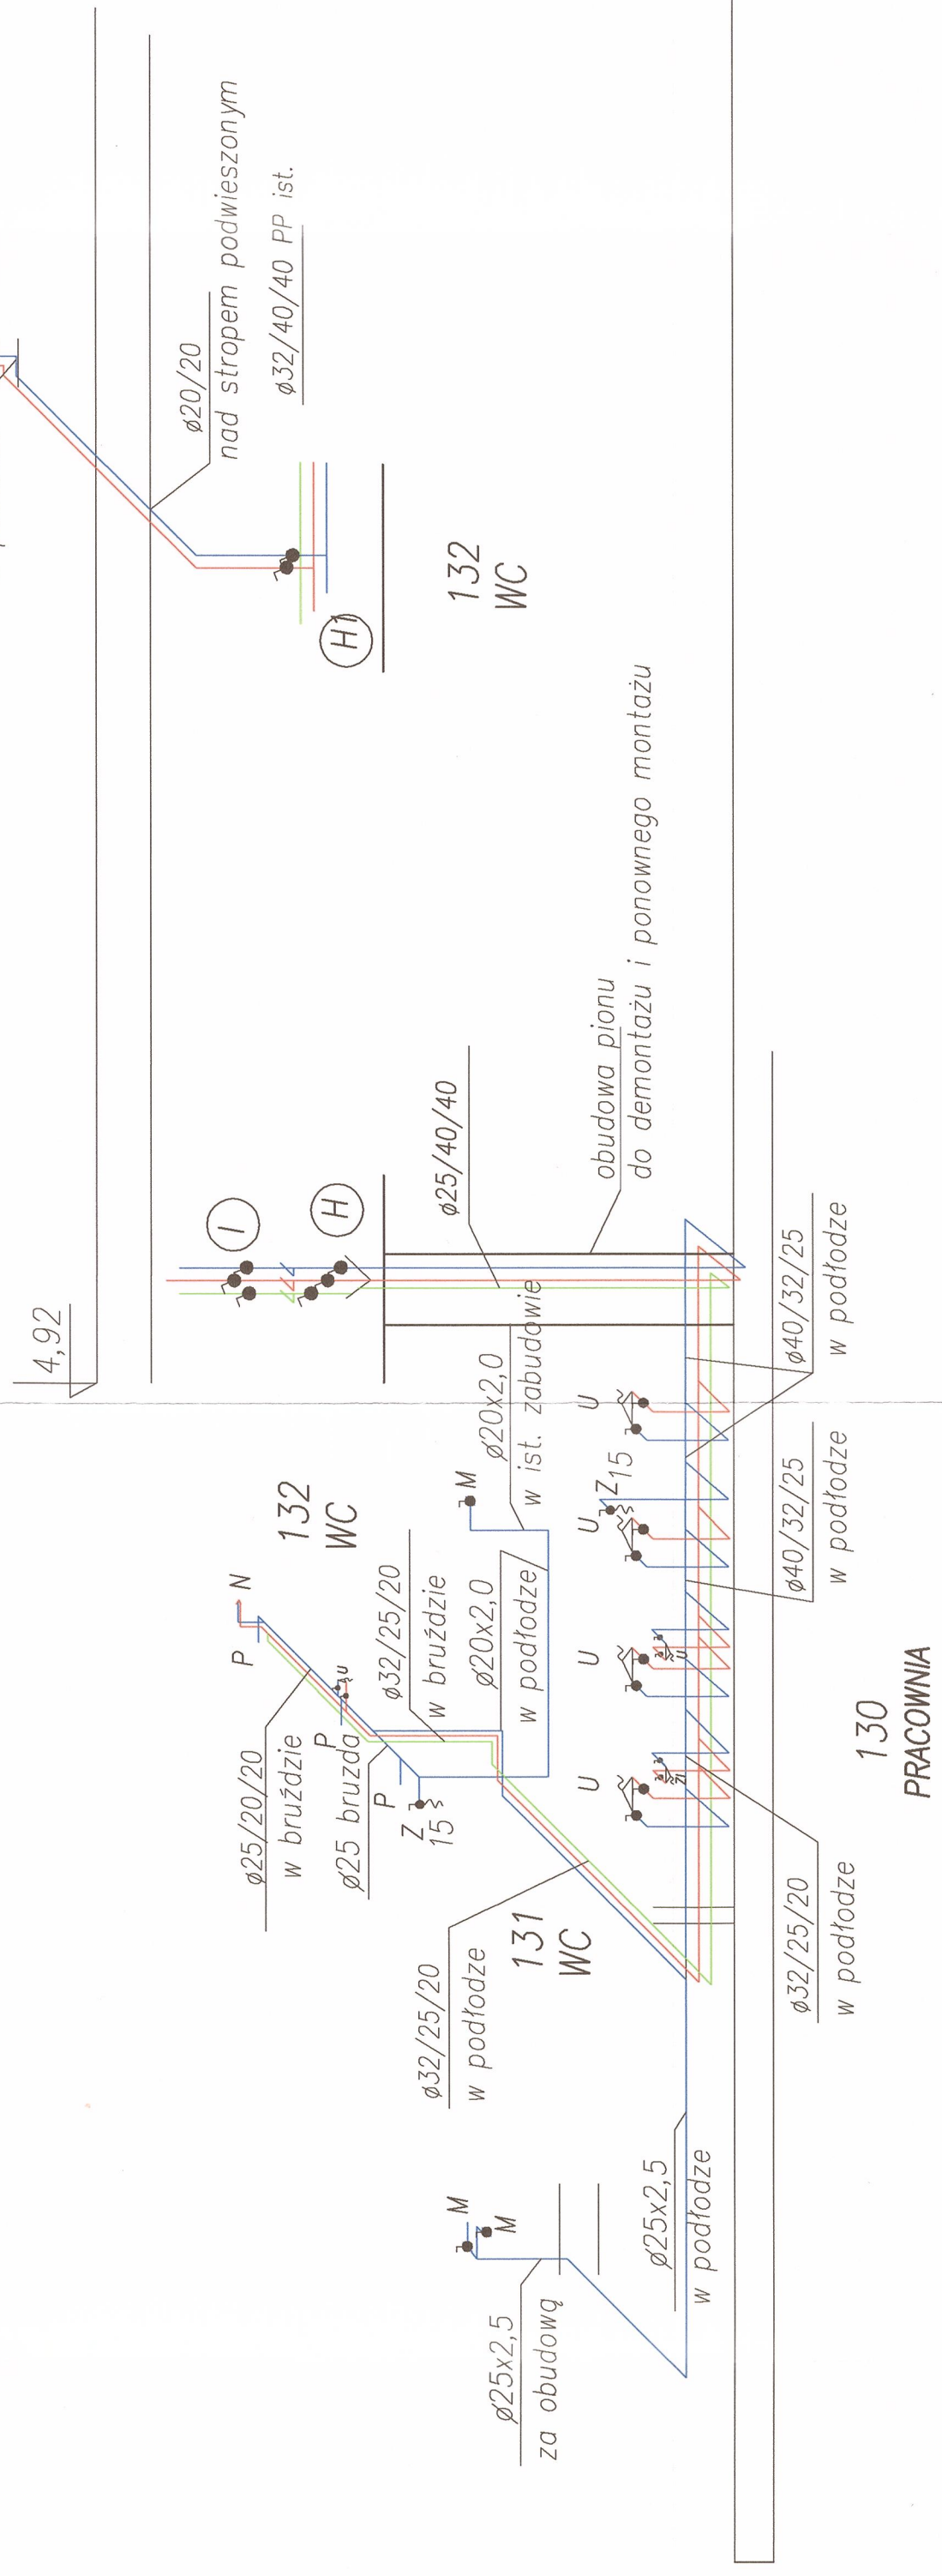 4,92
ø20/20
nad stropem podwieszonym
ø32/40/40 PP ist.
H1
132
WC
I
H
ø25/40/40
obudowa pionu
do demontażu i ponownego montażu
ø20x2,0
w ist. zabudowie
132
WC
N
P
U
P
P
Z
15
M
ø25/20/20
w bruździe
ø25 bruzda
ø32/25/20
w bruździe
ø20x2,0
w podłodze
U
U
Z
15
U
U
U
ZI
ø40/32/25
w podłodze
ø40/32/25
w podłodze
131
WC
ø32/25/20
w podłodze
ø32/25/20
w podłodze
130
PRACOWNIA
M
M
ø25x2,5
za obudową
ø25x2,5
w podłodze